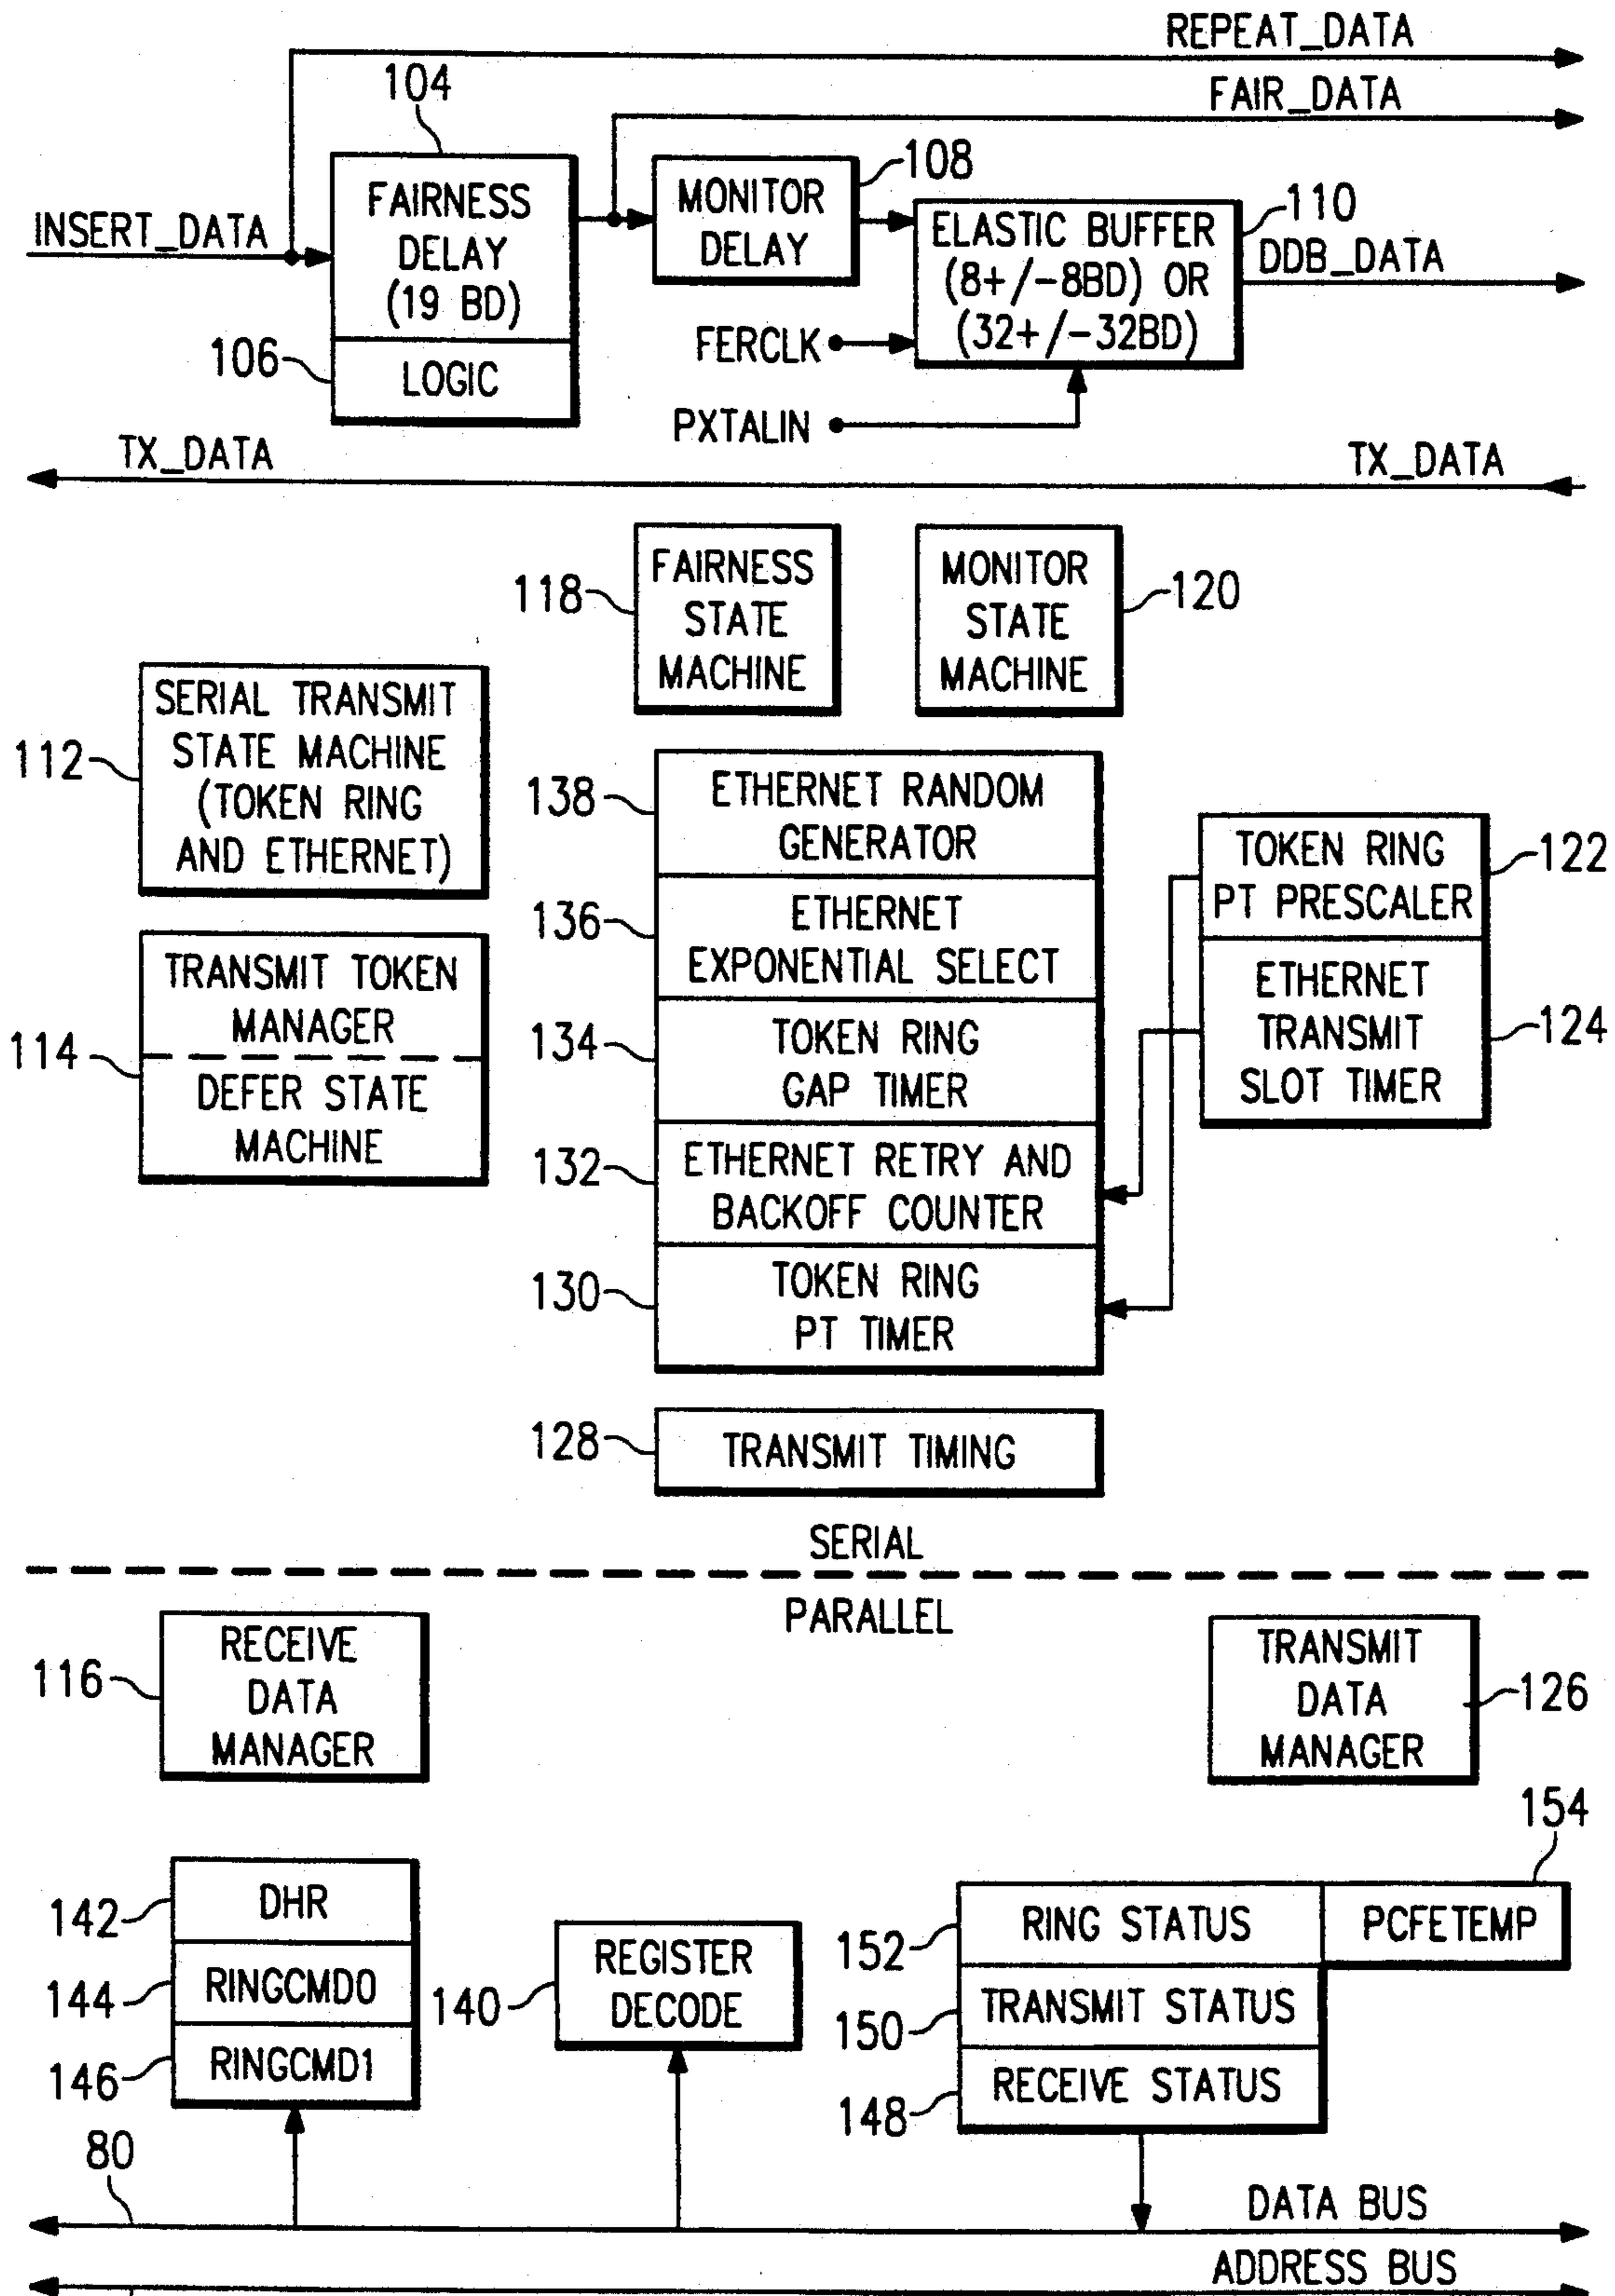 REPEAT_DATA
FAIR_DATA
104
108
FAIRNESS
DELAY
(19 BD)
MONITOR
DELAY
110
INSERT_DATA
ELASTIC BUFFER
(8+/-8BD) OR
(32+/-32BD)
DDB_DATA
106
LOGIC
FERCLK
PXTALIN
TX_DATA
TX_DATA
118
FAIRNESS
STATE
MACHINE
MONITOR
STATE
MACHINE
120
112
SERIAL TRANSMIT
STATE MACHINE
(TOKEN RING
AND ETHERNET)
138
ETHERNET RANDOM
GENERATOR
TOKEN RING
PT PRESCALER
122
136
ETHERNET
EXPONENTIAL SELECT
114
TRANSMIT TOKEN
MANAGER
DEFER STATE
MACHINE
134
TOKEN RING
GAP TIMER
ETHERNET
TRANSMIT
SLOT TIMER
124
132
ETHERNET RETRY AND
BACKOFF COUNTER
130
TOKEN RING
PT TIMER
128
TRANSMIT TIMING
SERIAL
PARALLEL
116
RECEIVE
DATA
MANAGER
TRANSMIT
DATA
MANAGER
126
154
142
DHR
144
RINGCMD0
146
RINGCMD1
140
REGISTER
DECODE
152
RING STATUS
PCFETEMP
150
TRANSMIT STATUS
148
RECEIVE STATUS
80
DATA BUS
ADDRESS BUS